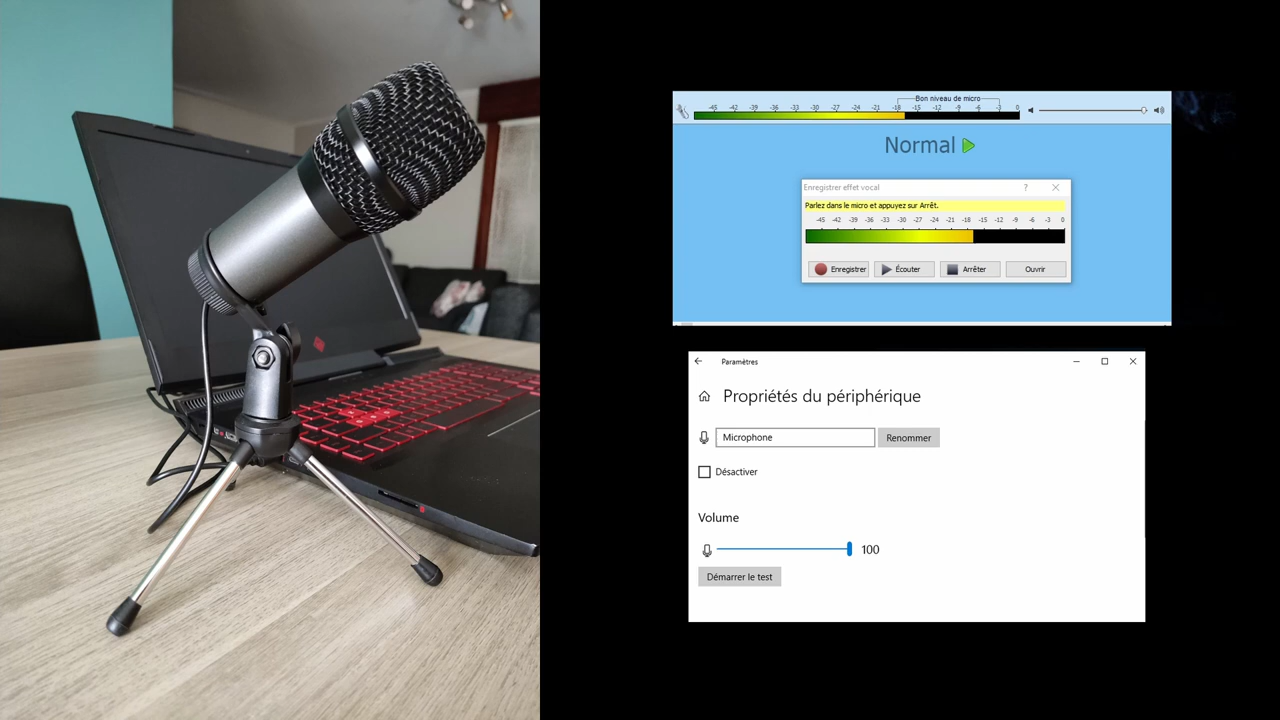 Bon niveau de micro
-45 -42 -39 -36 -33 -30 -27 -24 -21 -18 -15 -12 -9 -6 -3 0
Normal
Enregistrer effet vocal ?
Parlez dans le micro et appuyez sur Arrêt.
-45 -42 -39 -36 -33 -30 -27 -24 -21 -18 -15 -12 -9 -6 -3 0
Enregistrer Écouter Arrêter Ouvrir
Paramètres
Propriétés du périphérique
Microphone Renommer
Désactiver
Volume
100
Démarrer le test